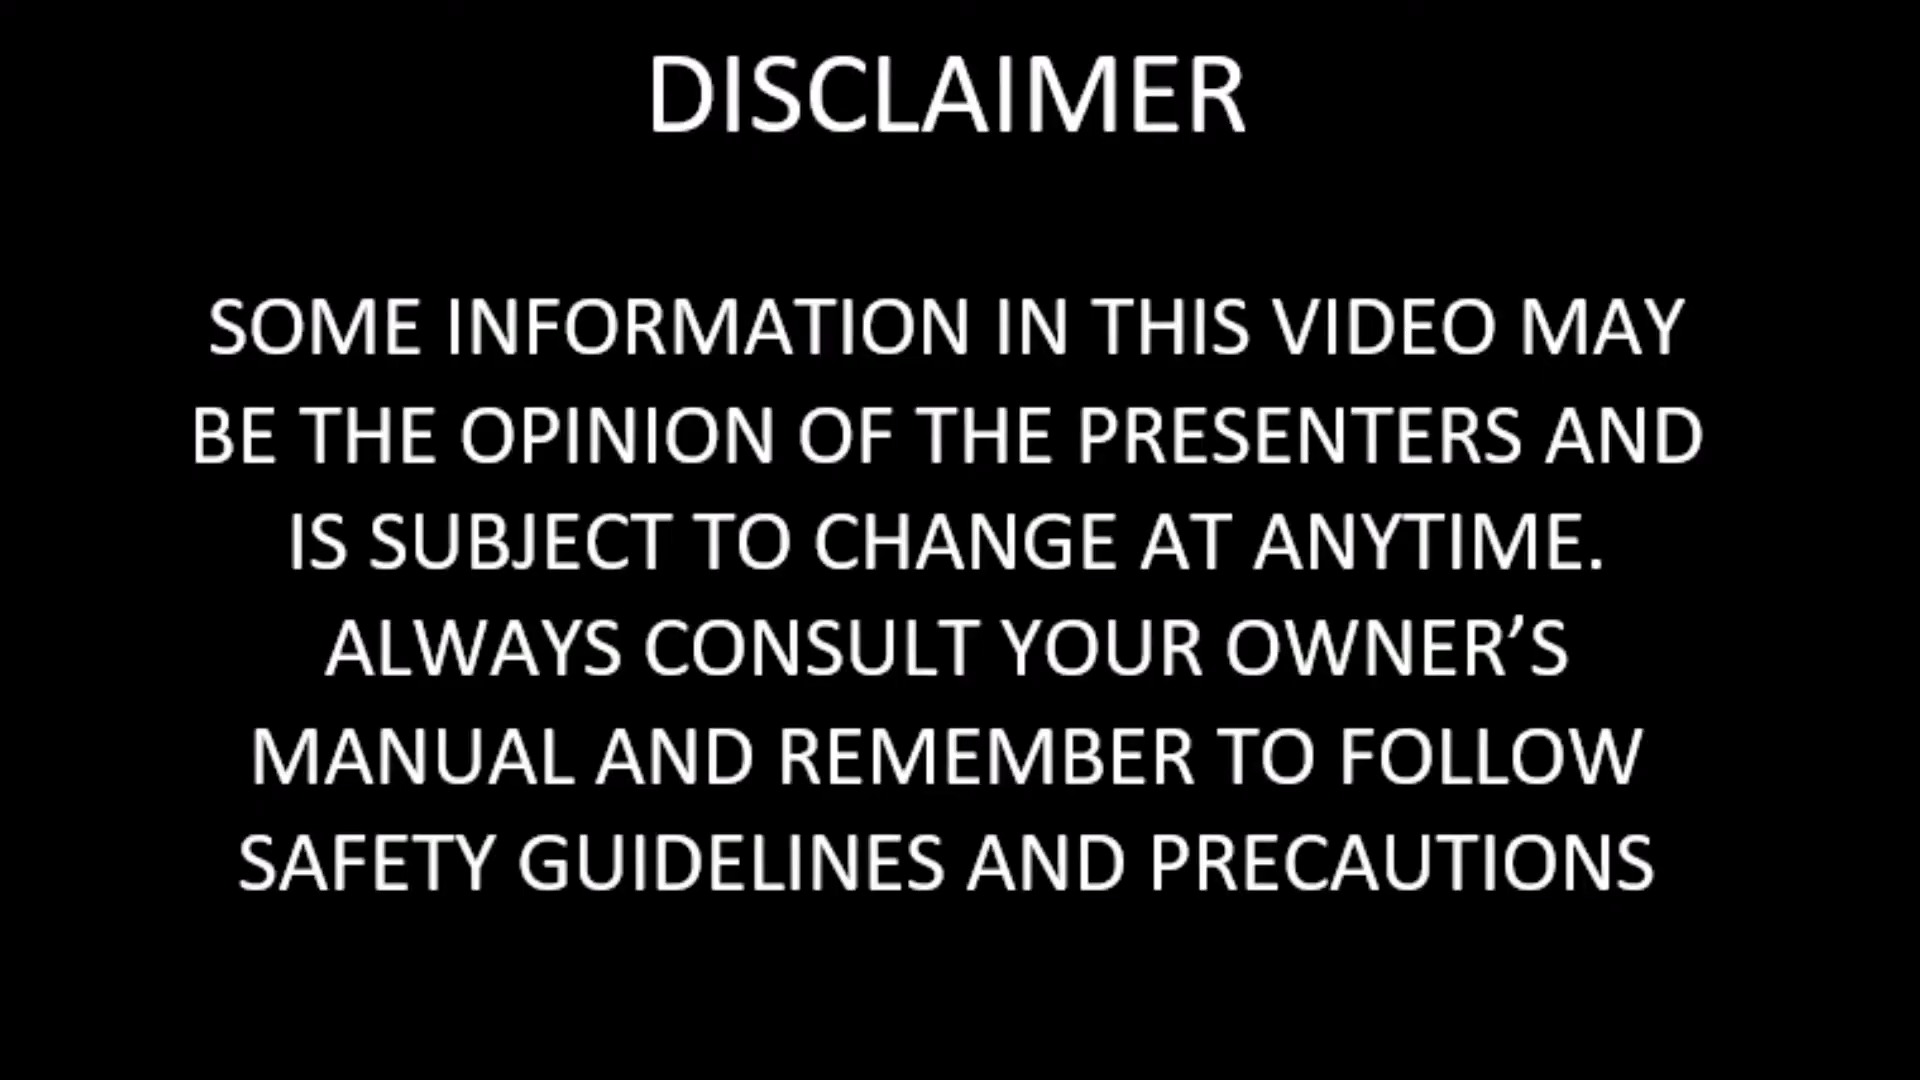 DISCLAIMER
SOME INFORMATION IN THIS VIDEO MAY
BE THE OPINION OF THE PRESENTERS AND
IS SUBJECT TO CHANGE AT ANYTIME.
ALWAYS CONSULT YOUR OWNER’S
MANUAL AND REMEMBER TO FOLLOW
SAFETY GUIDELINES AND PRECAUTIONS